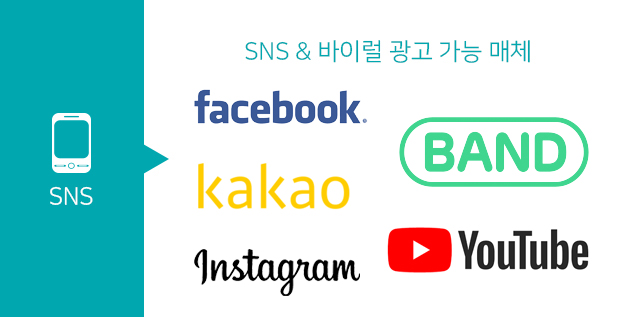 SNS
SNS & 바이럴 광고 가능 매체
facebook®
kakao
Instagram
BAND
YouTube